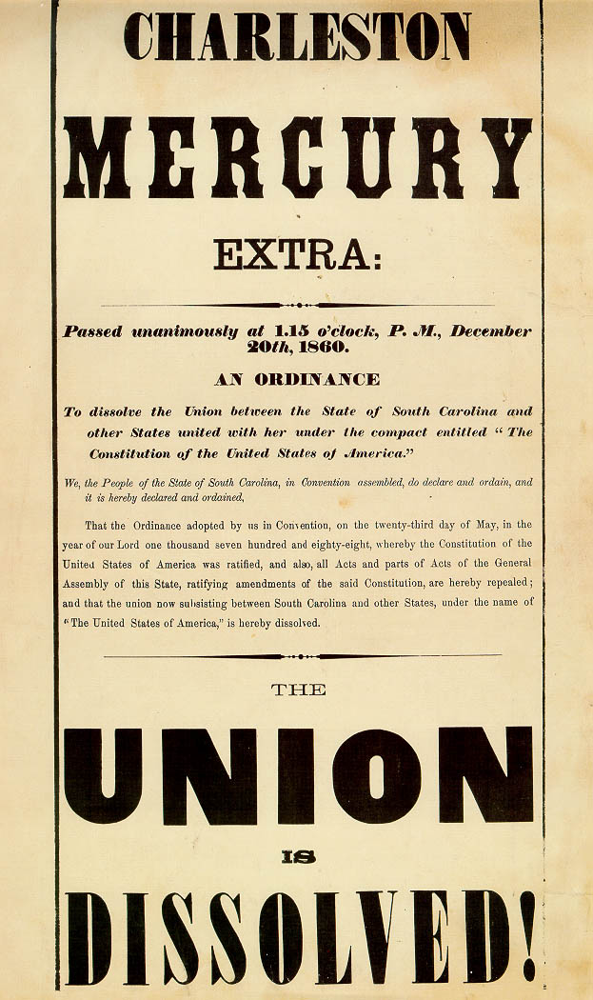 CHARLESTON
MERCURY
EXTRA:
Passed unanimously at 1.15 o'clock, P. M., December
20th, 1860.
AN ORDINANCE
To dissolve the Union between the State of South Carolina and
other States united with her under the compact entitled “ The
Constitution of the United States of America.”
We, the People of the State of South Carolina, in Convention assembled, do declare and ordain, and
it is hereby declared and ordained,
That the Ordinance adopted by us in Convention, on the twenty-third day of May, in the
year of our Lord one thousand seven hundred and eighty-eight, whereby the Constitution of the
United States of America was ratified, and also, all Acts and parts of Acts of the General
Assembly of this State, ratifying amendments of the said Constitution, are hereby repealed ;
and that the union now subsisting between South Carolina and other States, under the name of
“The United States of America,” is hereby dissolved.
THE
UNION
IS
DISSOLVED!